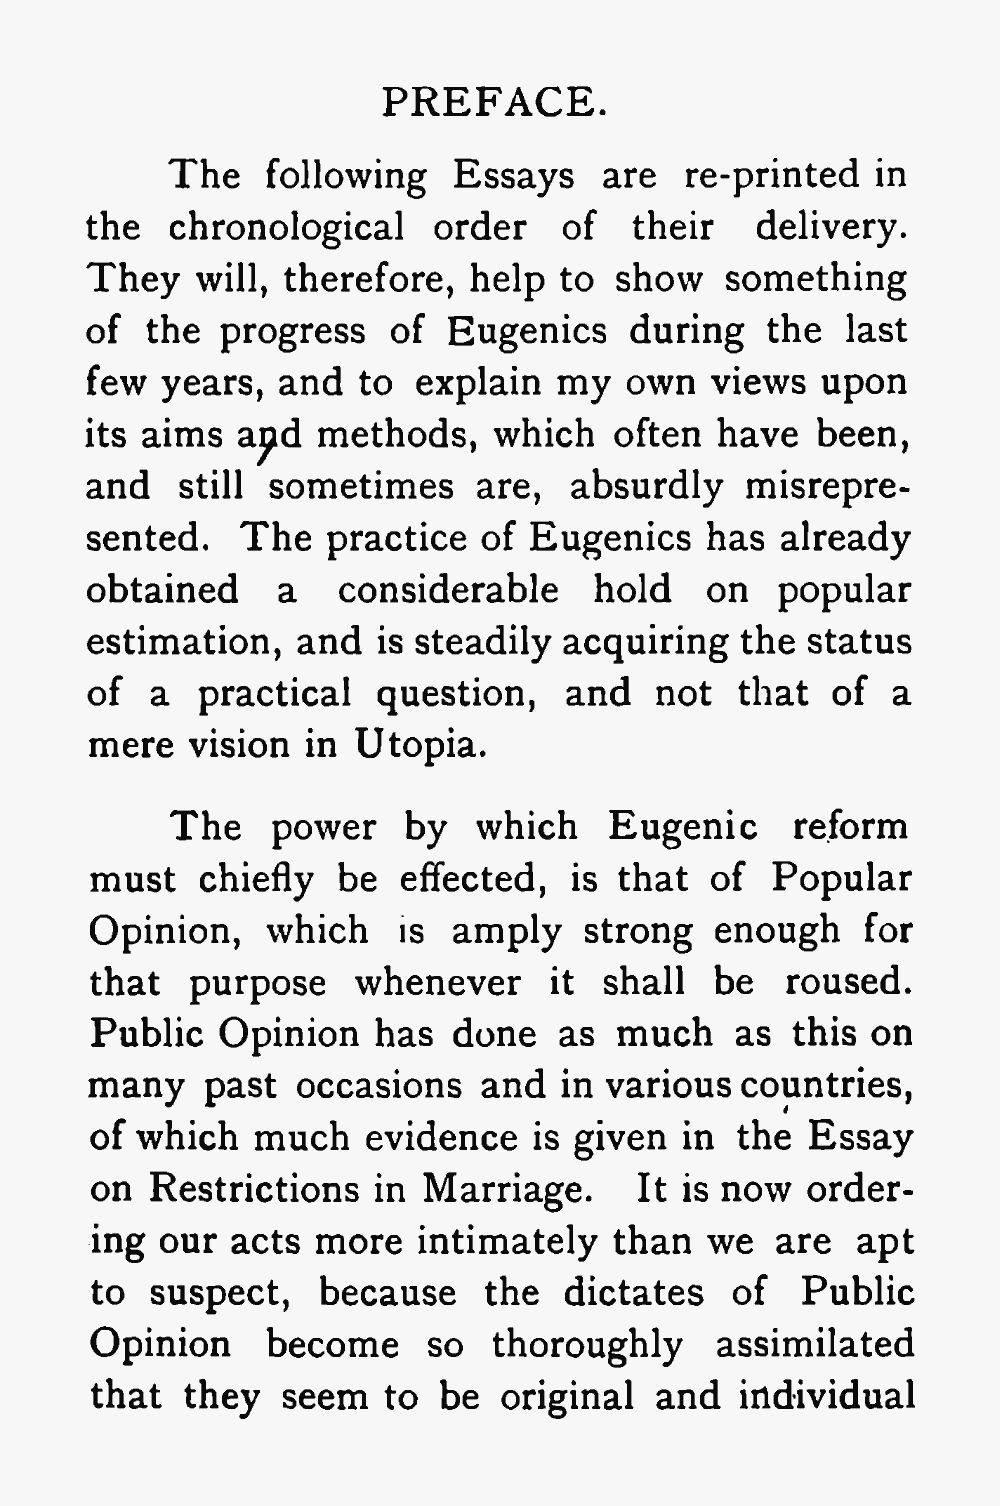 PREFACE.
The following Essays are re-printed in
the chronological order of their delivery.
They will, therefore, help to show something
of the progress of Eugenics during the last
few years, and to explain my own views upon
its aims and methods, which often have been,
and still sometimes are, absurdly misrepre-
sented. The practice of Eugenics has already
obtained a considerable hold on popular
estimation, and is steadily acquiring the status
of a practical question, and not that of a
mere vision in Utopia.
The power by which Eugenic reform
must chiefly be effected, is that of Popular
Opinion, which is amply strong enough for
that purpose whenever it shall be roused.
Public Opinion has done as much as this on
many past occasions and in various countries,
of which much evidence is given in the Essay
on Restrictions in Marriage. It is now order-
ing our acts more intimately than we are apt
to suspect, because the dictates of Public
Opinion become so thoroughly assimilated
that they seem to be original and individual